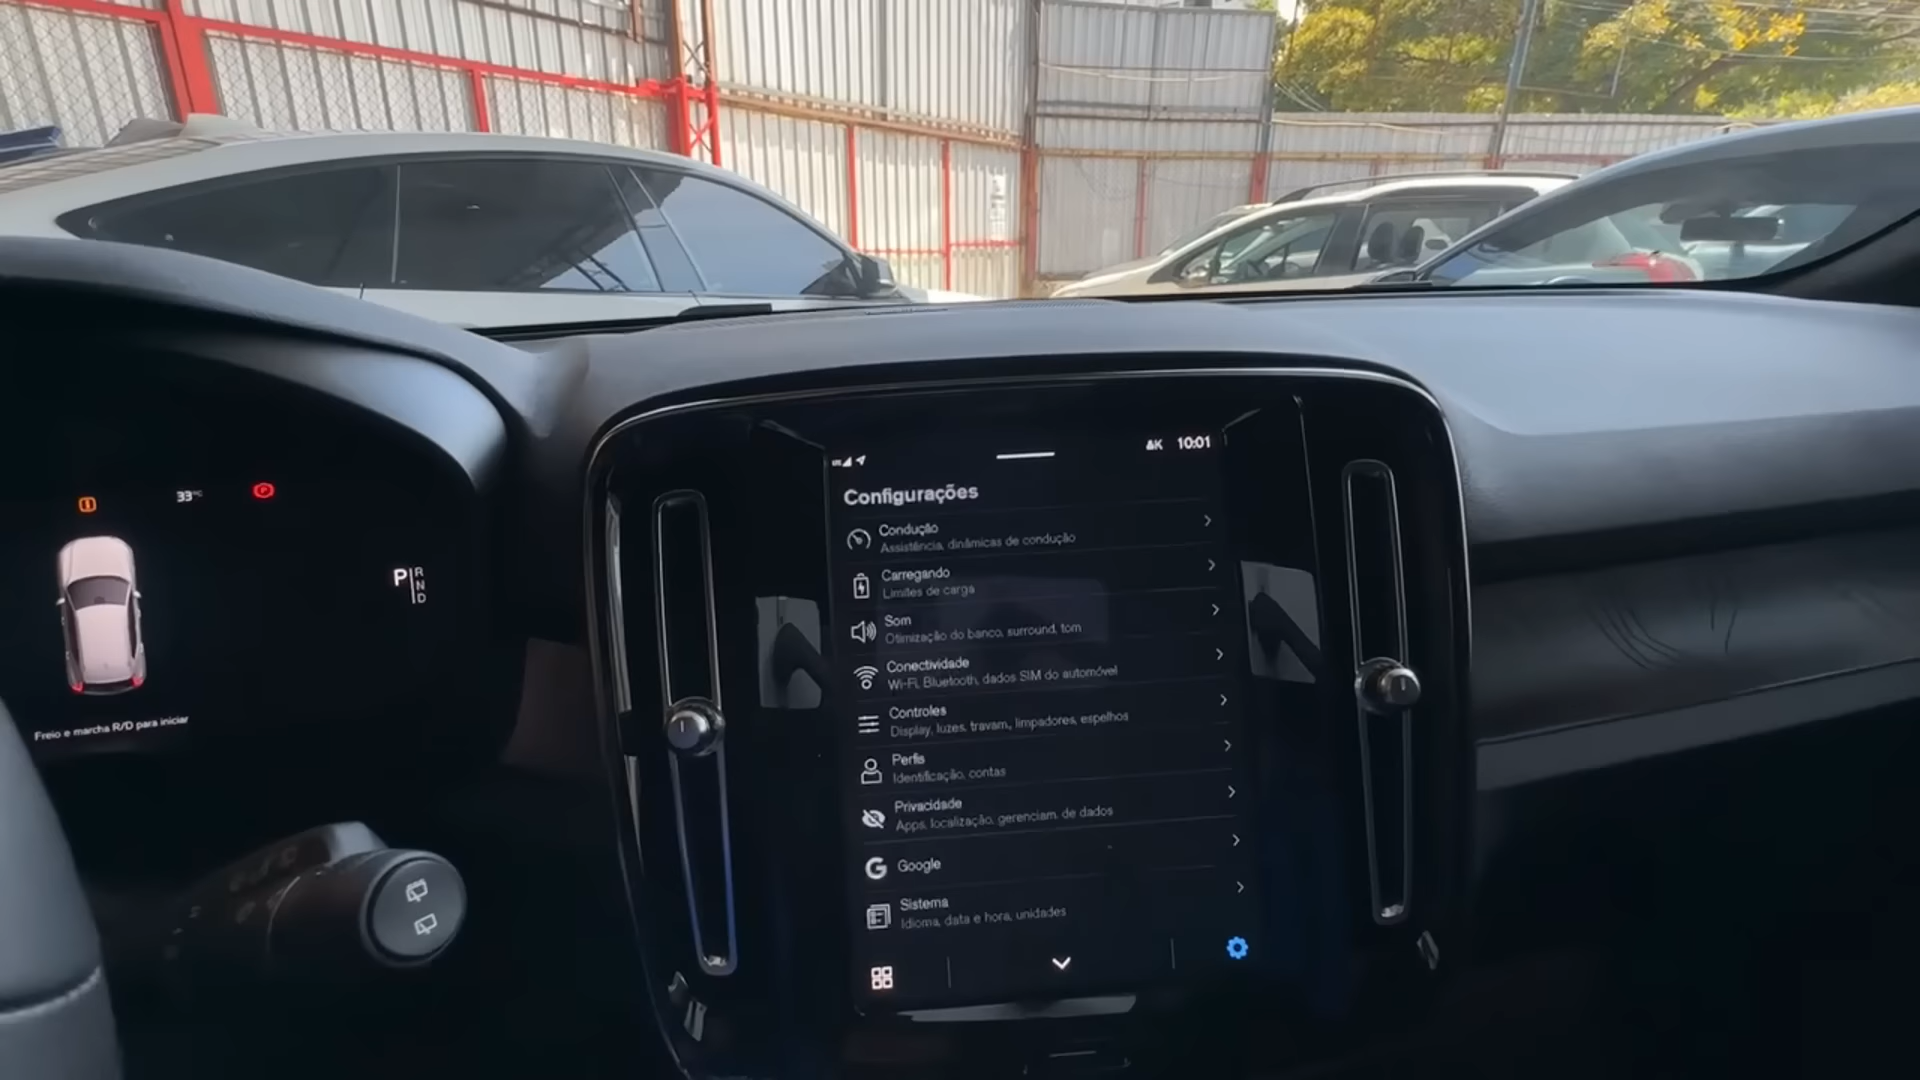 33°C
P
R
N
D
Freio e marcha R/D para iniciar
10:01
Configurações
Condução
Assistência, dinâmicas de condução
Carregando
Limites de carga
Som
Otimização do banco, surround, tom
Conectividade
Wi-Fi, Bluetooth, dados SIM do automóvel
Controles
Display, luzes, travam, limpadores, espelhos
Perfis
Identificação, contas
Privacidade
Apps, localização, gerenciam. de dados
Google
Sistema
Idioma, data e hora, unidades